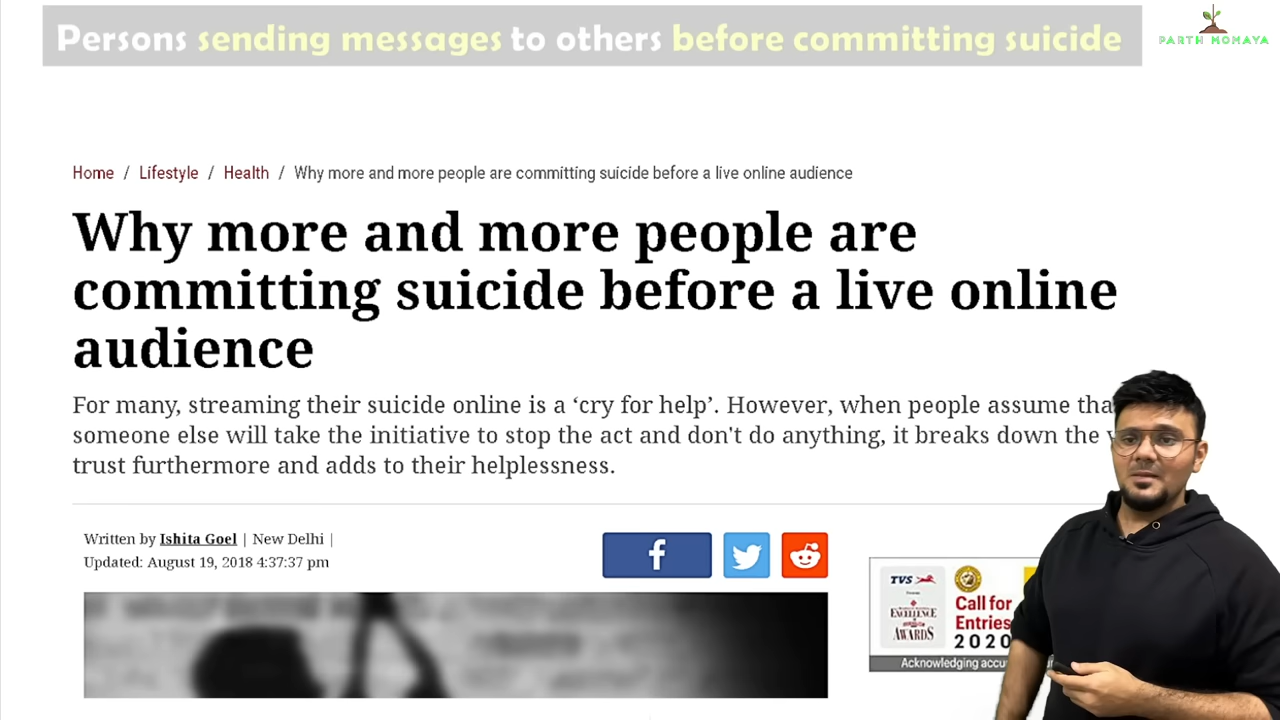 Persons sending messages to others before committing suicide
PARTH MOMAYA
Home / Lifestyle / Health / Why more and more people are committing suicide before a live online audience
Why more and more people are
committing suicide before a live online
audience
For many, streaming their suicide online is a ‘cry for help’. However, when people assume
someone else will take the initiative to stop the act and don't do anything, it breaks down the
trust furthermore and adds to their helplessness.
Written by Ishita Goel | New Delhi |
Updated: August 19, 2018 4:37:37 pm
TVS
EXCELLENCE
AWARDS
Call for
Entries
2020
Acknowledging